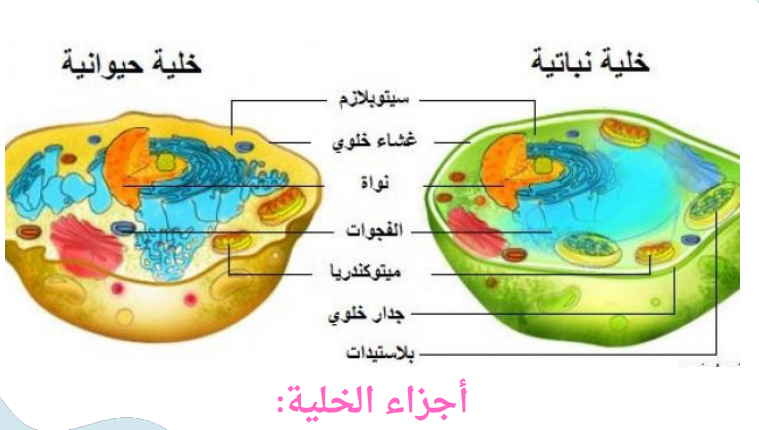 خلية حيوانية
خلية نباتية
سيتوبلازم
غشاء خلوي
نواة
الفجوات
ميتوكندريا
جدار خلوي
بلاستيدات
أجزاء الخلية: